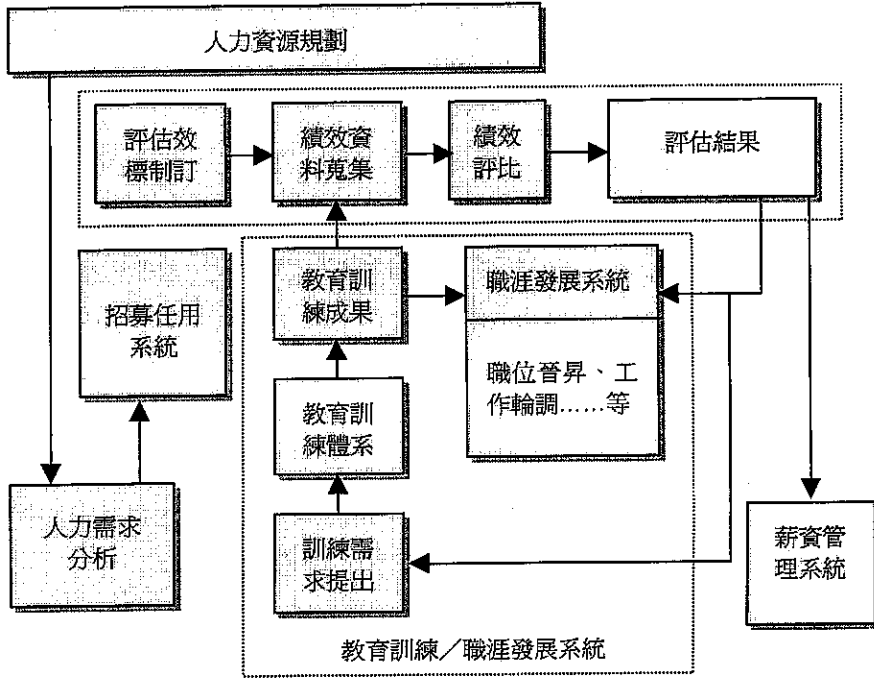 人力資源規劃
評估效
標制訂
績效資
料蒐集
績效
評比
評估結果
招募任用
系統
教育訓
練成果
職涯發展系統
職位晉昇、工
作輪調……等
教育訓
練體系
人力需求
分析
訓練需
求提出
薪資管
理系統
教育訓練／職涯發展系統